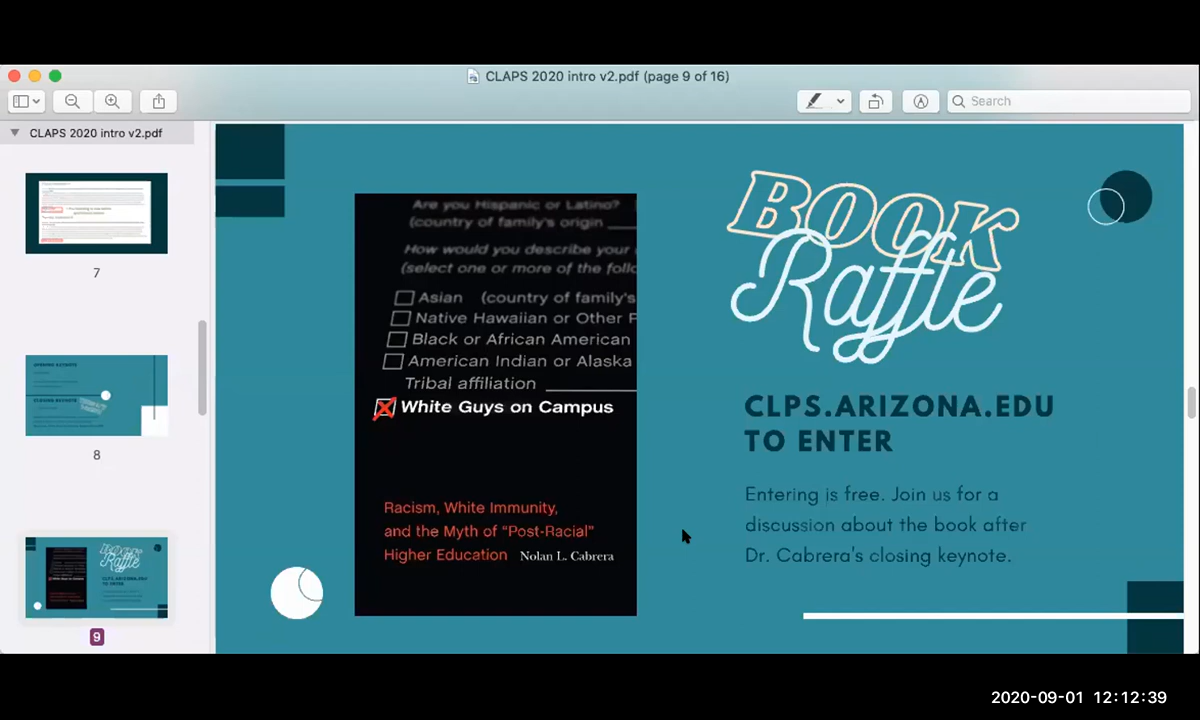 CLAPS 2020 intro v2.pdf (page 9 of 16)
Search
CLAPS 2020 intro v2.pdf
7
8
9
Are you Hispanic or Latino?
(country of family's origin
How would you describe your
(select one or more of the follo
Asian (country of family's
Native Hawaiian or Other P
Black or African American
American Indian or Alaska
Tribal affiliation
White Guys on Campus
Racism, White Immunity,
and the Myth of "Post-Racial"
Higher Education Nolan L. Cabrera
BOOK
Raffle
CLPS.ARIZONA.EDU
TO ENTER
Entering is free. Join us for a
discussion about the book after
Dr. Cabrera's closing keynote.
2020-09-01 12:12:39